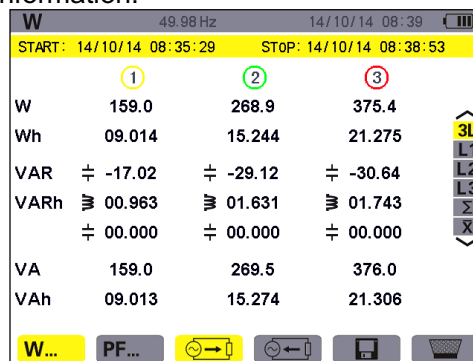 information.
W 49.98 Hz 14/10/14 08:39
START: 14/10/14 08:35:29 STOP: 14/10/14 08:38:53
1 2 3
W 159.0 268.9 375.4
Wh 09.014 15.244 21.275
3L
L1
VAR -17.02 -29.12 -30.64
L2
L3
VARh 00.963 01.631 01.743
Σ
00.000 00.000 00.000
X̄
VA 159.0 269.5 376.0
VAh 09.013 15.274 21.306
W... PF...